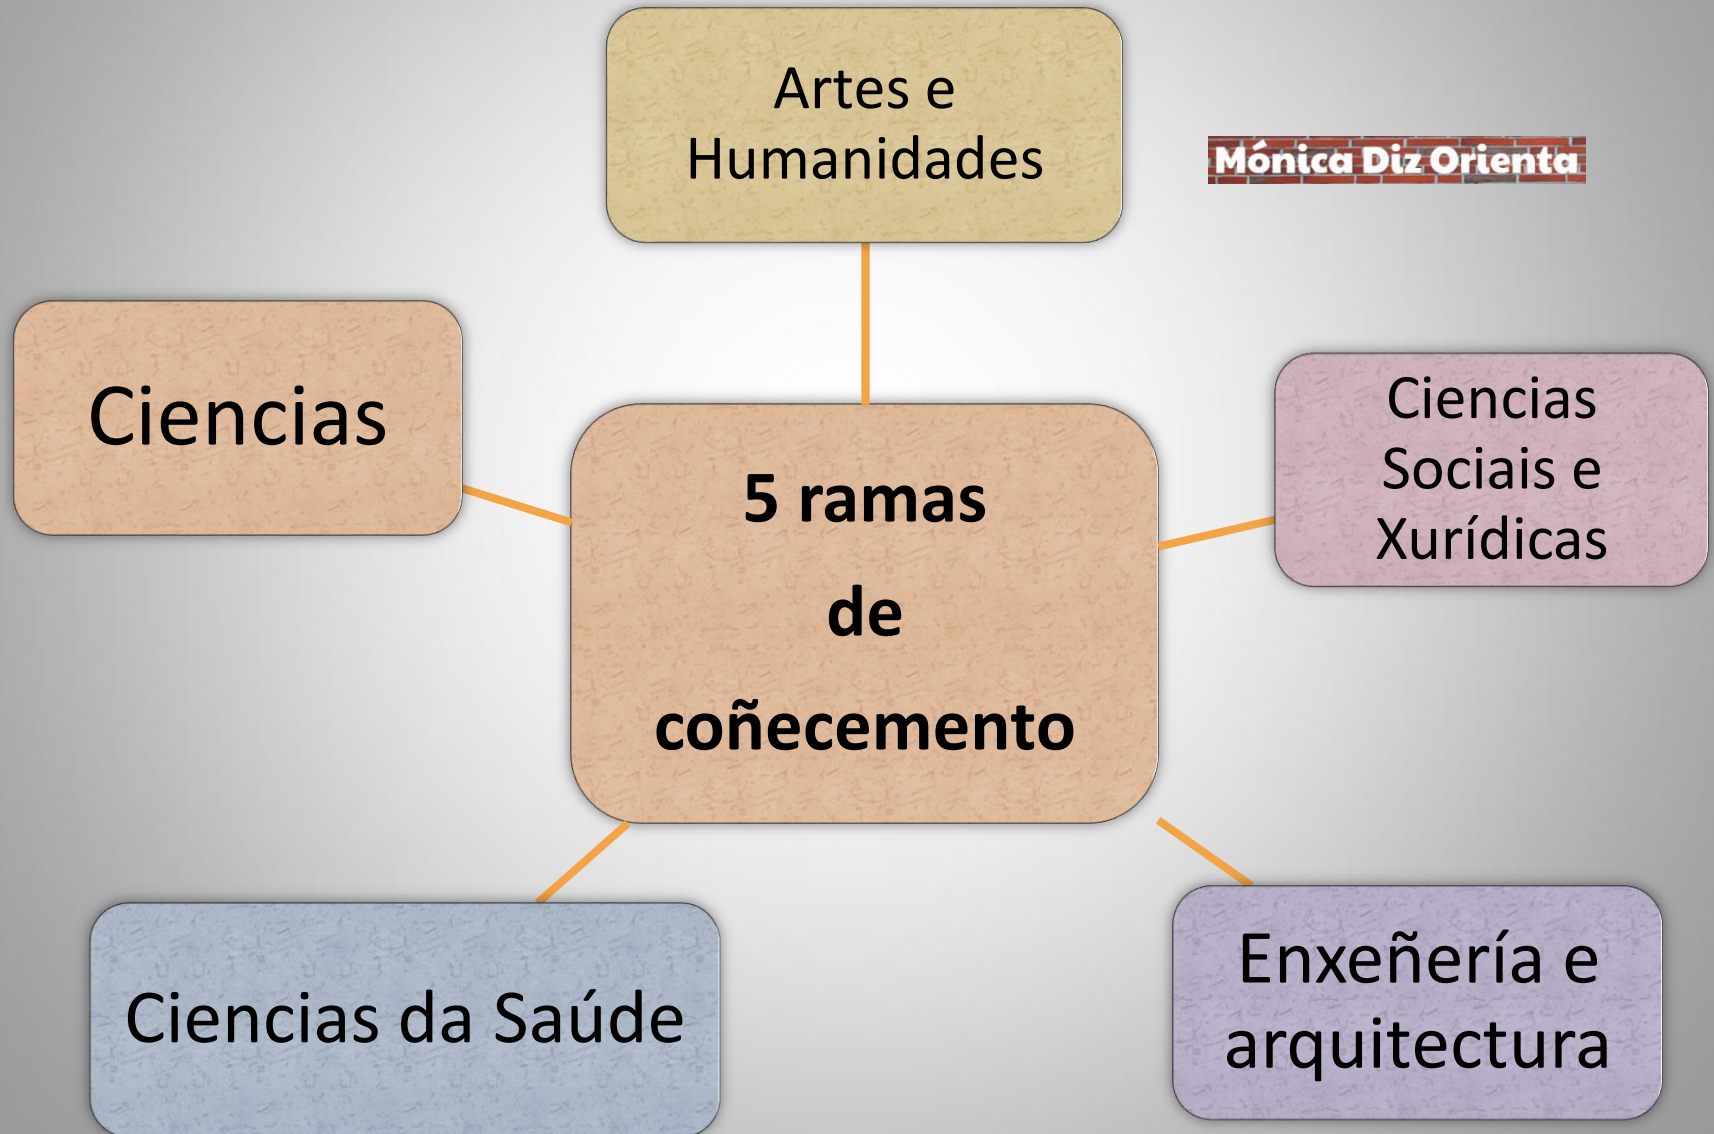 Artes e
Humanidades
Mónica Diz Orienta
Ciencias
Ciencias
Sociais e
Xurídicas
5 ramas
de
coñecemento
Ciencias da Saúde
Enxeñería e
arquitectura